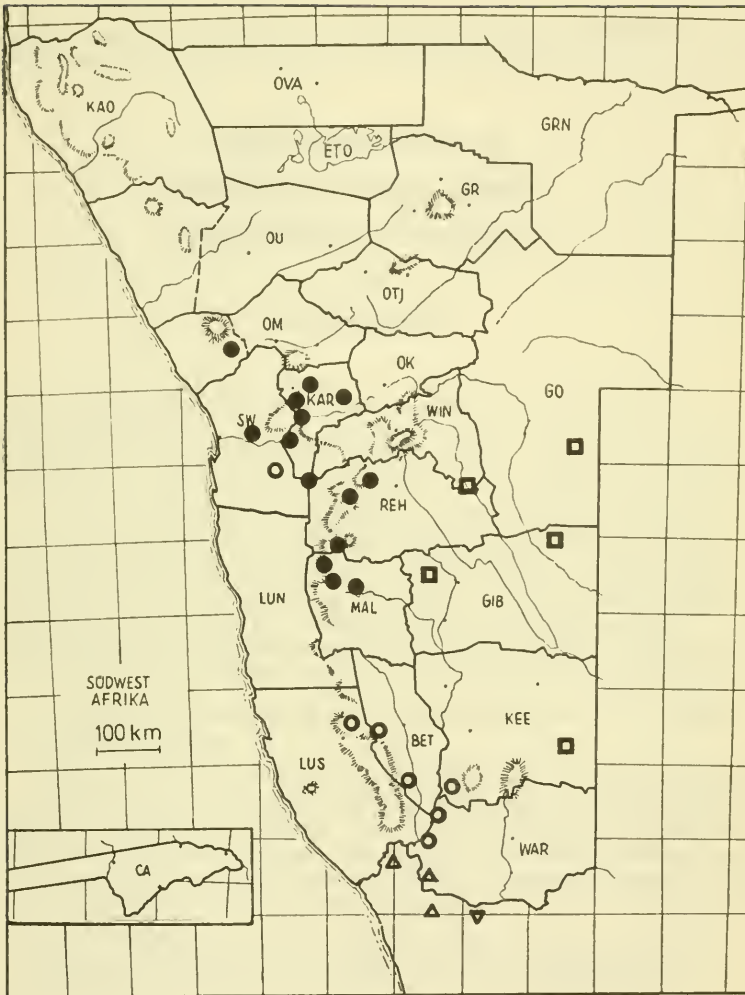 OVA
KAO
GRN
ETO
GR
OU
OTJ
OM
OK
KAR
GO
WIN
SW
REH
LUN
MAL
GIB
SÜDWEST
AFRIKA
100 km
KEE
BET
LUS
WAR
CA